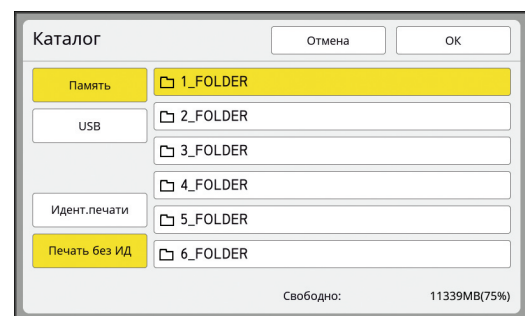 Каталог
Отмена
OK
Память
USB
Идент.печати
Печать без ИД
1_FOLDER
2_FOLDER
3_FOLDER
4_FOLDER
5_FOLDER
6_FOLDER
Свободно: 11339MB(75%)